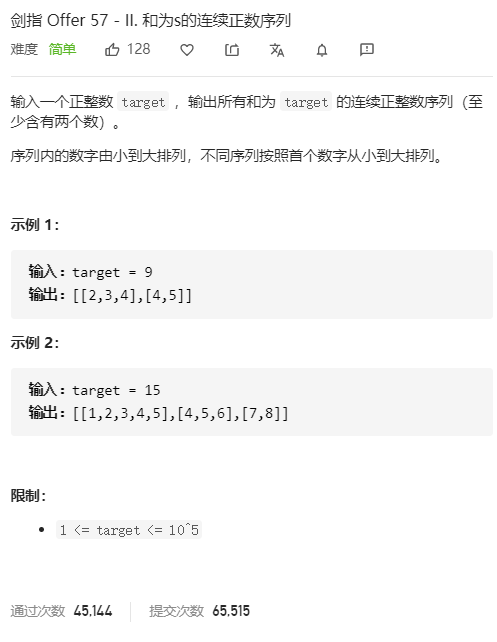 剑指 Offer 57 - II. 和为s的连续正数序列
难度 简单 128
输入一个正整数 target ，输出所有和为 target 的连续正整数序列（至
少含有两个数）。
序列内的数字由小到大排列，不同序列按照首个数字从小到大排列。
示例 1：
输入：target = 9
输出：[[2,3,4],[4,5]]
示例 2：
输入：target = 15
输出：[[1,2,3,4,5],[4,5,6],[7,8]]
限制：
1 <= target <= 10^5
通过次数 45,144 提交次数 65,515